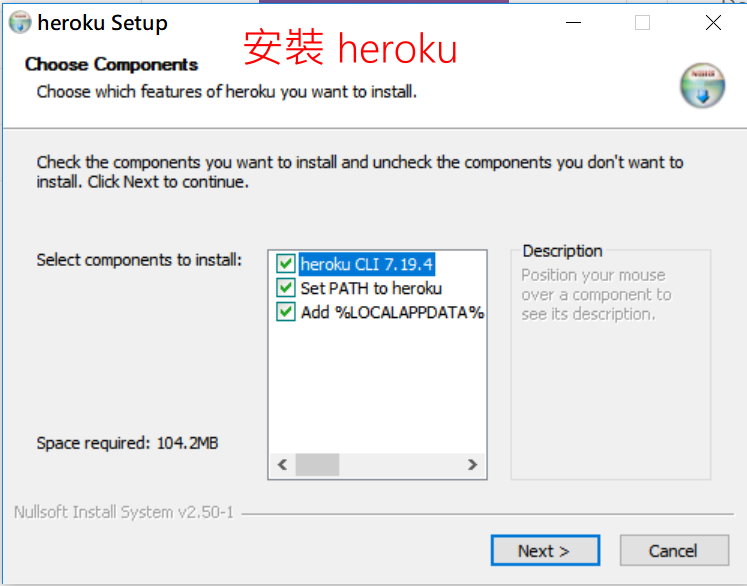 heroku Setup
安裝 heroku
Choose Components
Choose which features of heroku you want to install.
Check the components you want to install and uncheck the components you don't want to
install. Click Next to continue.
Select components to install:
heroku CLI 7.19.4
Set PATH to heroku
Add %LOCALAPPDATA%
Description
Position your mouse
over a component to
see its description.
Space required: 104.2MB
Nullsoft Install System v2.50-1
Next >
Cancel